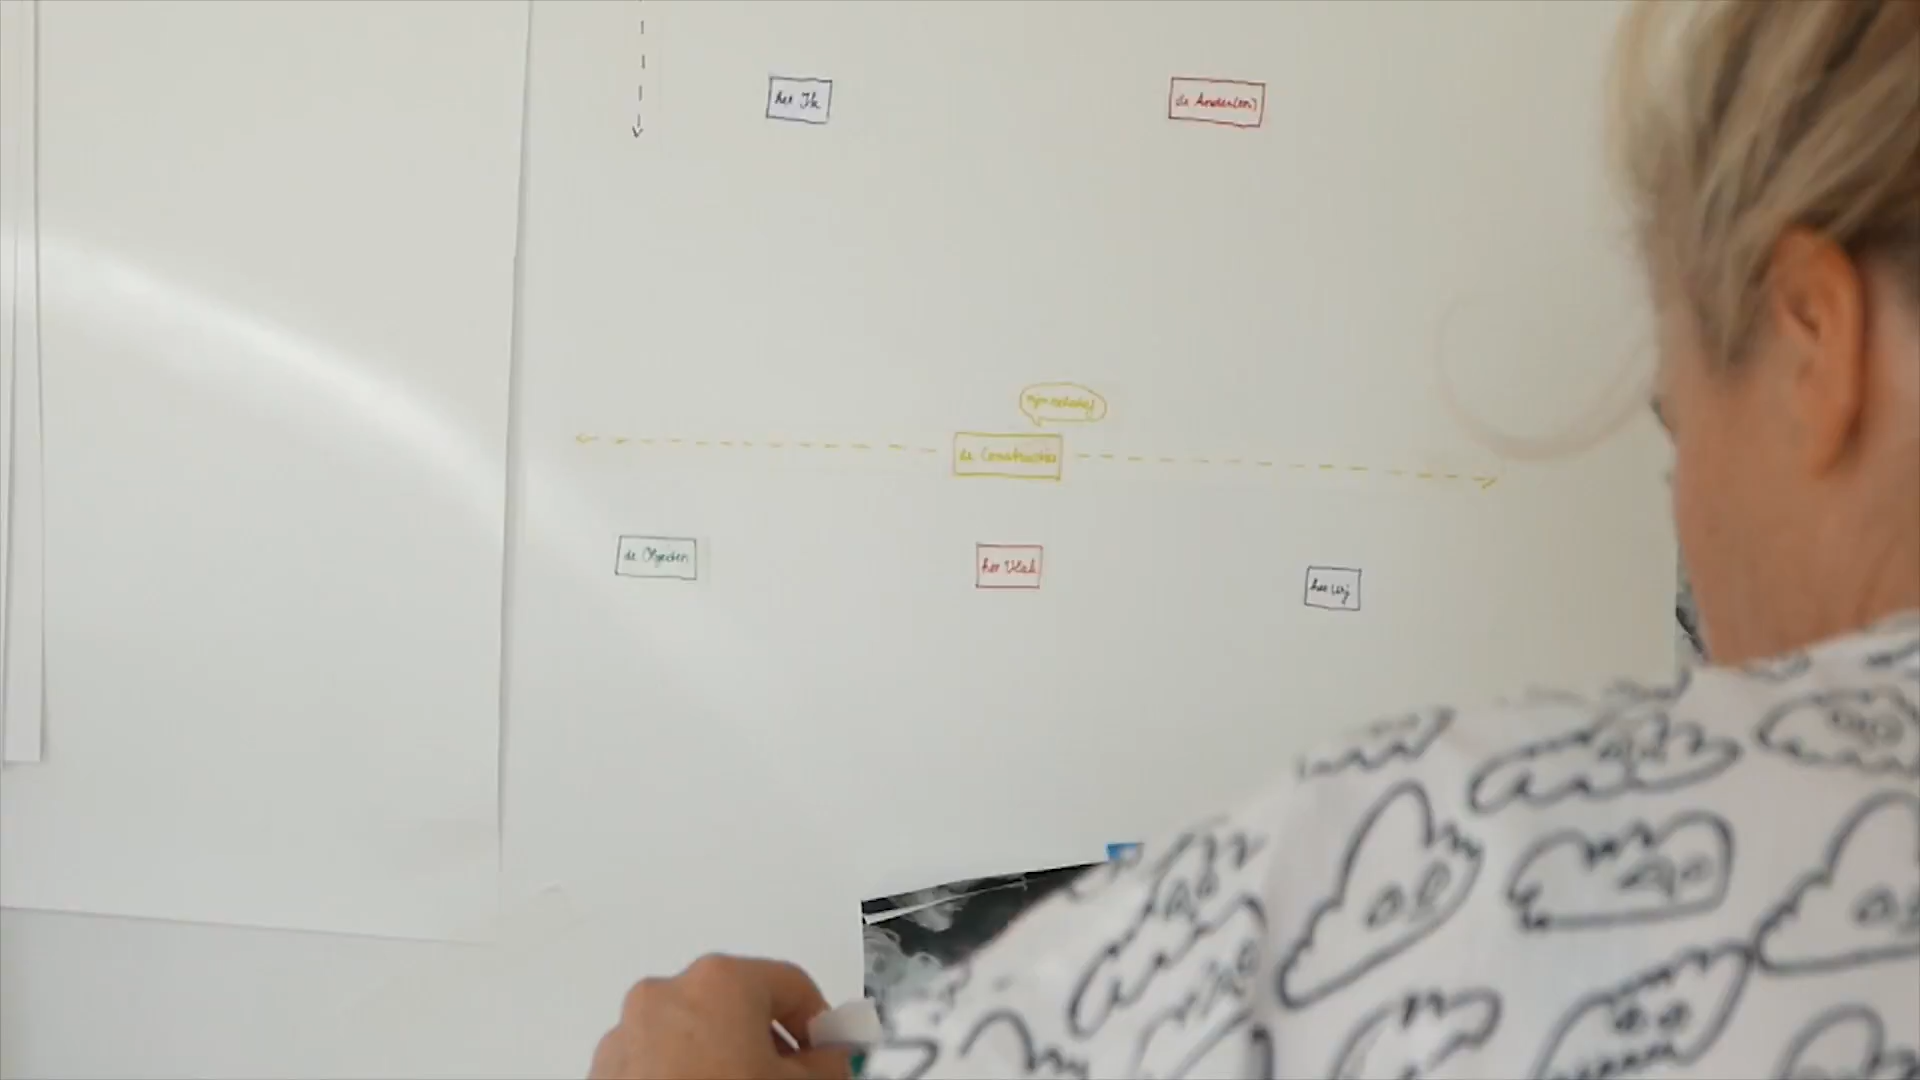 het Ik
de Ander(en)
de Constructie
de Objecten
het Vlak
het Wij